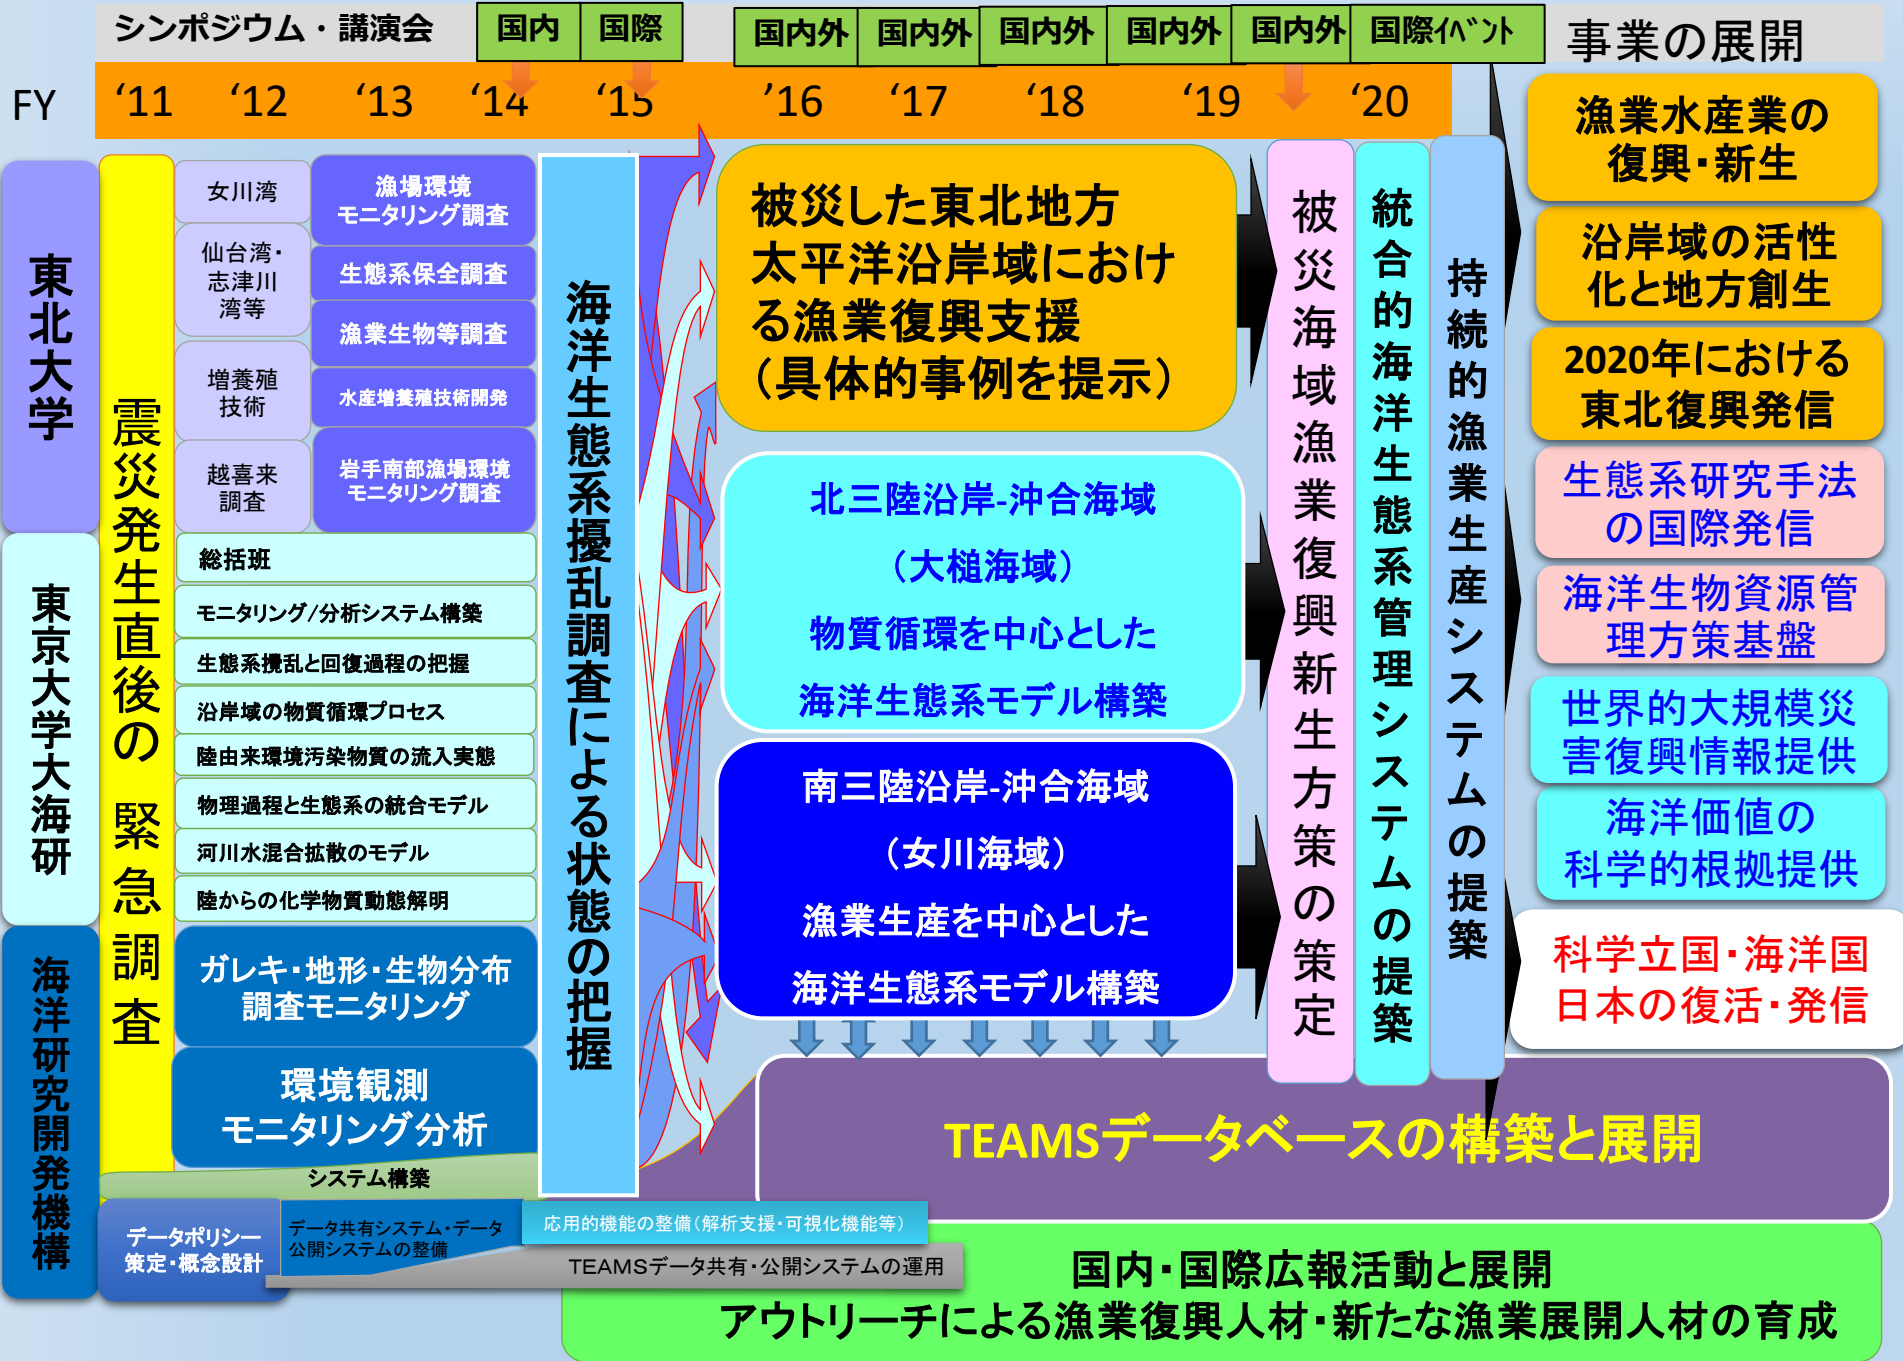 シンポジウム・講演会
国内
国際
国内外
国内外
国内外
国内外
国内外
国際イベント
事業の展開
FY
‘11
‘12
‘13
‘14
‘15
’16
‘17
‘18
‘19
‘20
東北大学
東京大学大海研
海洋研究開発機構
震災発生直後の 緊急調査
女川湾
仙台湾・
志津川
湾等
増養殖
技術
越喜来
調査
漁場環境
モニタリング調査
生態系保全調査
漁業生物等調査
水産増養殖技術開発
岩手南部漁場環境
モニタリング調査
総括班
モニタリング/分析システム構築
生態系攪乱と回復過程の把握
沿岸域の物質循環プロセス
陸由来環境汚染物質の流入実態
物理過程と生態系の統合モデル
河川水混合拡散のモデル
陸からの化学物質動態解明
ガレキ・地形・生物分布
調査モニタリング
環境観測
モニタリング分析
システム構築
データポリシー
策定・概念設計
データ共有システム・データ
公開システムの整備
応用的機能の整備(解析支援・可視化機能等)
TEAMSデータ共有・公開システムの運用
海洋生態系擾乱調査による状態の把握
被災した東北地方
太平洋沿岸域におけ
る漁業復興支援
(具体的事例を提示)
北三陸沿岸-沖合海域
(大槌海域)
物質循環を中心とした
海洋生態系モデル構築
南三陸沿岸-沖合海域
(女川海域)
漁業生産を中心とした
海洋生態系モデル構築
被災海域漁業復興新生方策の策定
統合的海洋生態系管理システムの提築
持続的漁業生産システムの提築
TEAMSデータベースの構築と展開
国内・国際広報活動と展開
アウトリーチによる漁業復興人材・新たな漁業展開人材の育成
漁業水産業の
復興・新生
沿岸域の活性
化と地方創生
2020年における
東北復興発信
生態系研究手法
の国際発信
海洋生物資源管
理方策基盤
世界的大規模災
害復興情報提供
海洋価値の
科学的根拠提供
科学立国・海洋国
日本の復活・発信